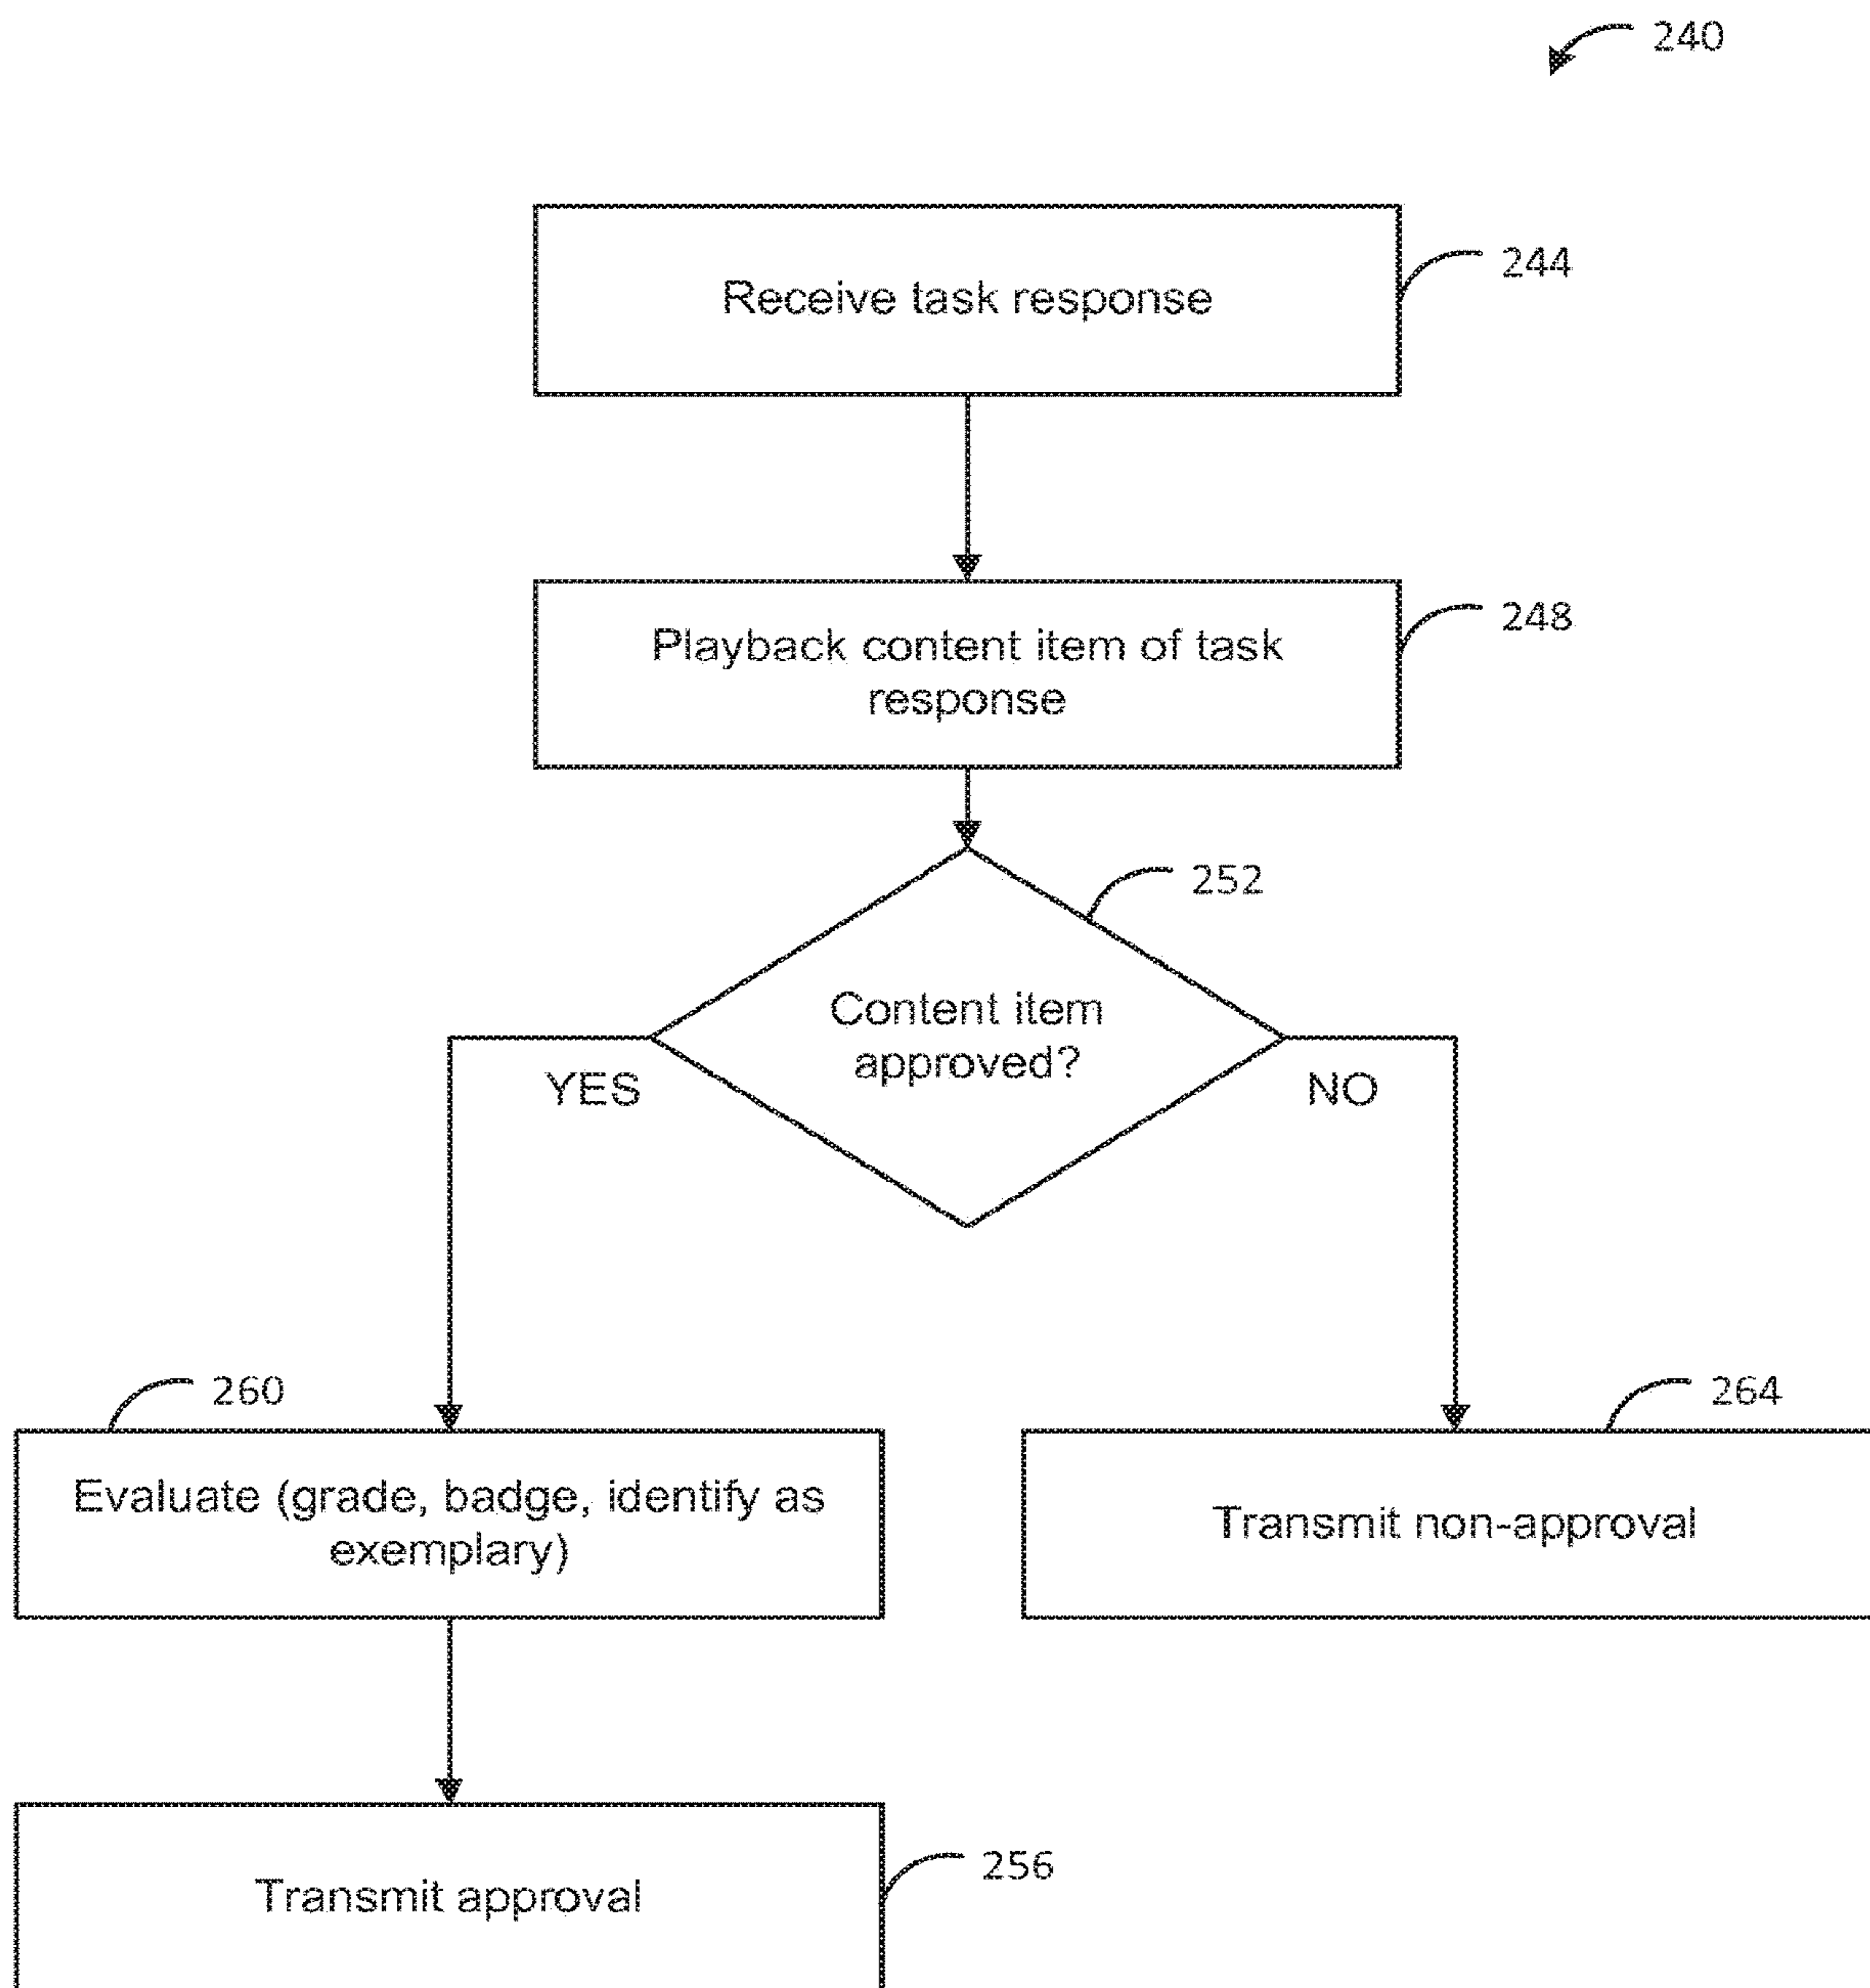 240
Receive task response
244
Playback content item of task
response
248
252
Content item
approved?
YES
NO
260
Evaluate (grade, badge, identify as
exemplary)
264
Transmit non-approval
Transmit approval
256